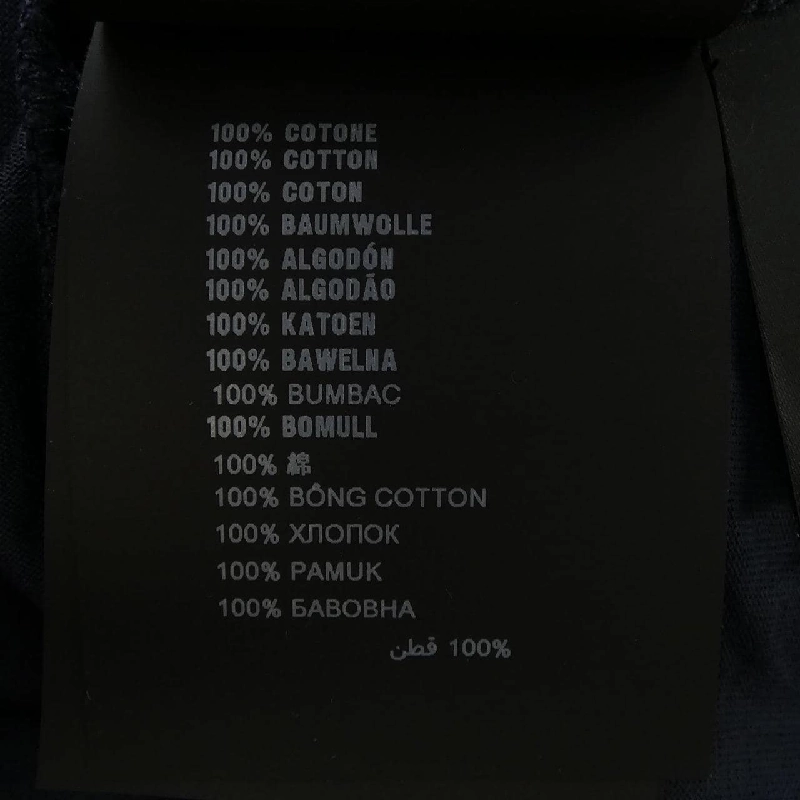 100% COTONE
100% COTTON
100% COTON
100% BAUMWOLLE
100% ALGODÓN
100% ALGODÃO
100% KATOEN
100% BAWELNA
100% BUMBAC
100% BOMULL
100% 綿
100% BÔNG COTTON
100% ХЛОПОК
100% PAMUK
100% БАВОВНА
100% قطن